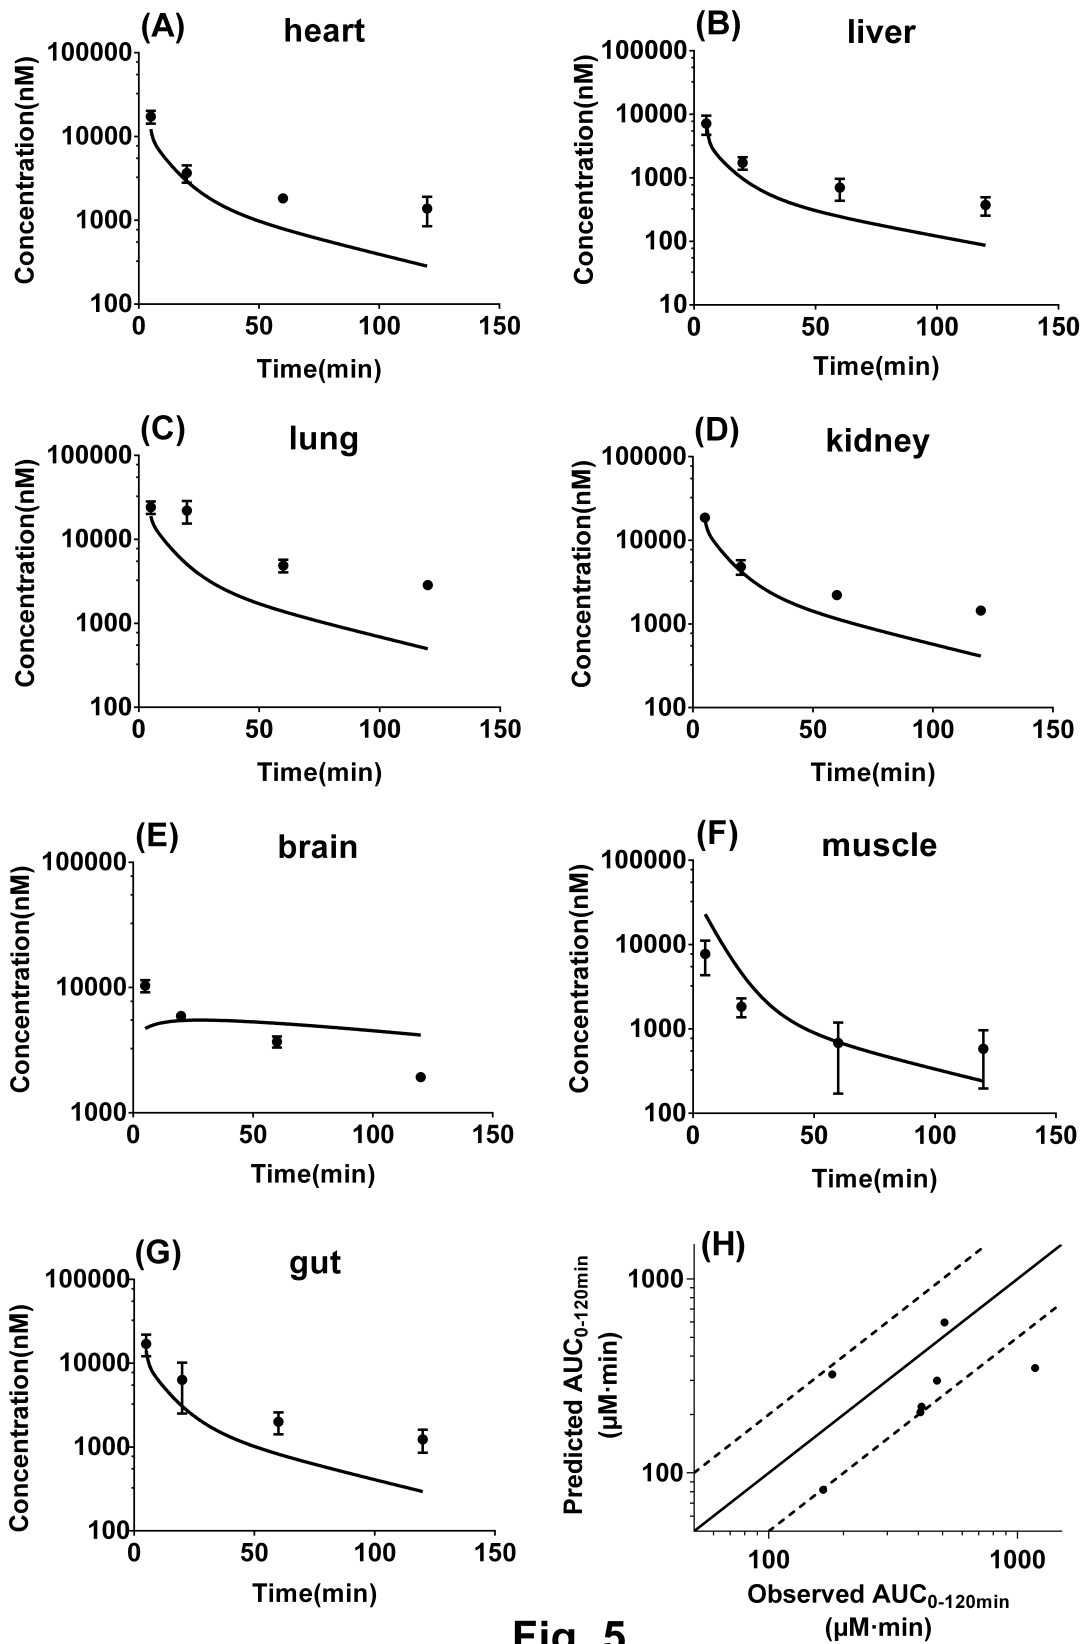 (A) heart
Concentration(nM)
100000
10000
1000
100
0 50 100 150
Time(min)
(B) liver
Concentration(nM)
100000
10000
1000
100
10
0 50 100 150
Time(min)
(C) lung
Concentration(nM)
100000
10000
1000
100
0 50 100 150
Time(min)
(D) kidney
Concentration(nM)
100000
10000
1000
100
0 50 100 150
Time(min)
(E) brain
Concentration(nM)
100000
10000
1000
0 50 100 150
Time(min)
(F) muscle
Concentration(nM)
100000
10000
1000
100
0 50 100 150
Time(min)
(G) gut
Concentration(nM)
100000
10000
1000
100
0 50 100 150
Time(min)
(H)
Predicted AUC0-120min
(µM·min)
1000
100
100 1000
Observed AUC0-120min
(µM·min)
Fig. 5